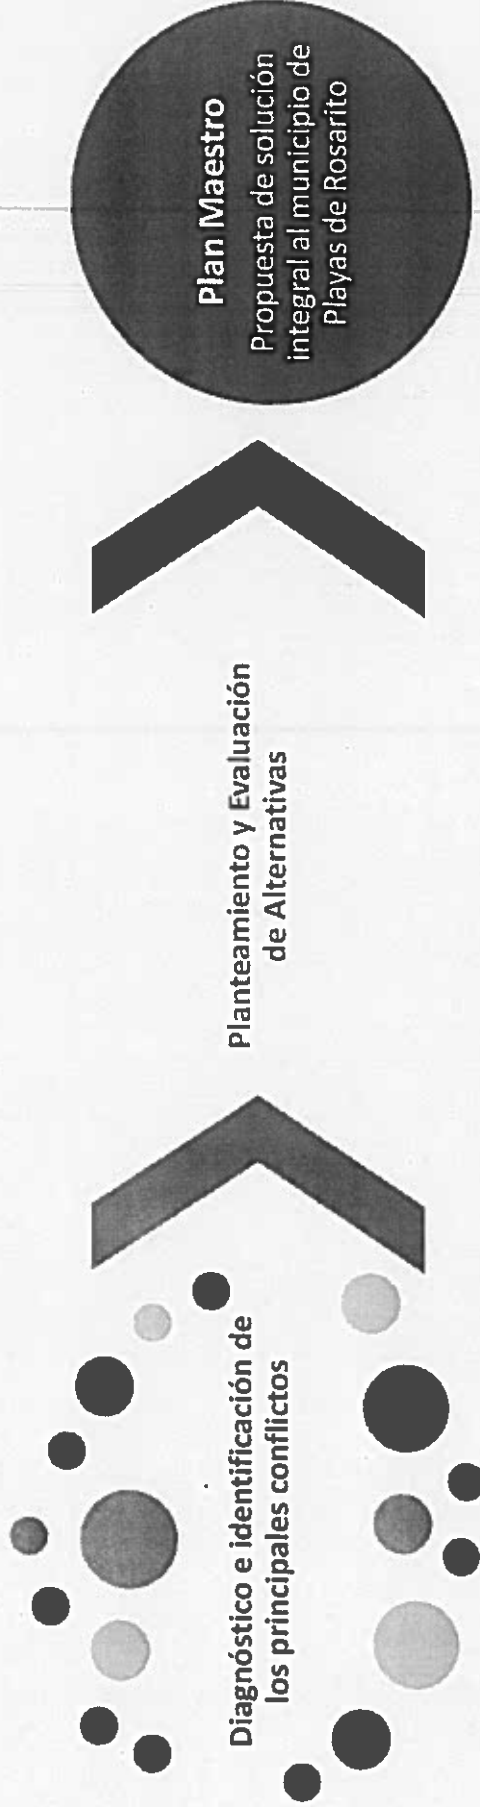 Diagnóstico e identificación de
los principales conflictos
Planteamiento y Evaluación
de Alternativas
Plan Maestro
Propuesta de solución
integral al municipio de
Playas de Rosarito